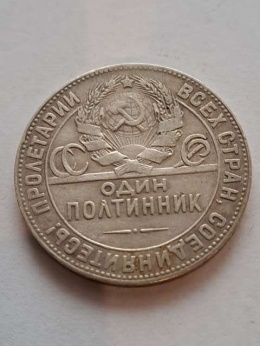 ПРОЛЕТАРИИ ВСЕХ СТРАН, СОЕДИНЯЙТЕСЬ!
СССР
ОДИН
ПОЛТИННИК